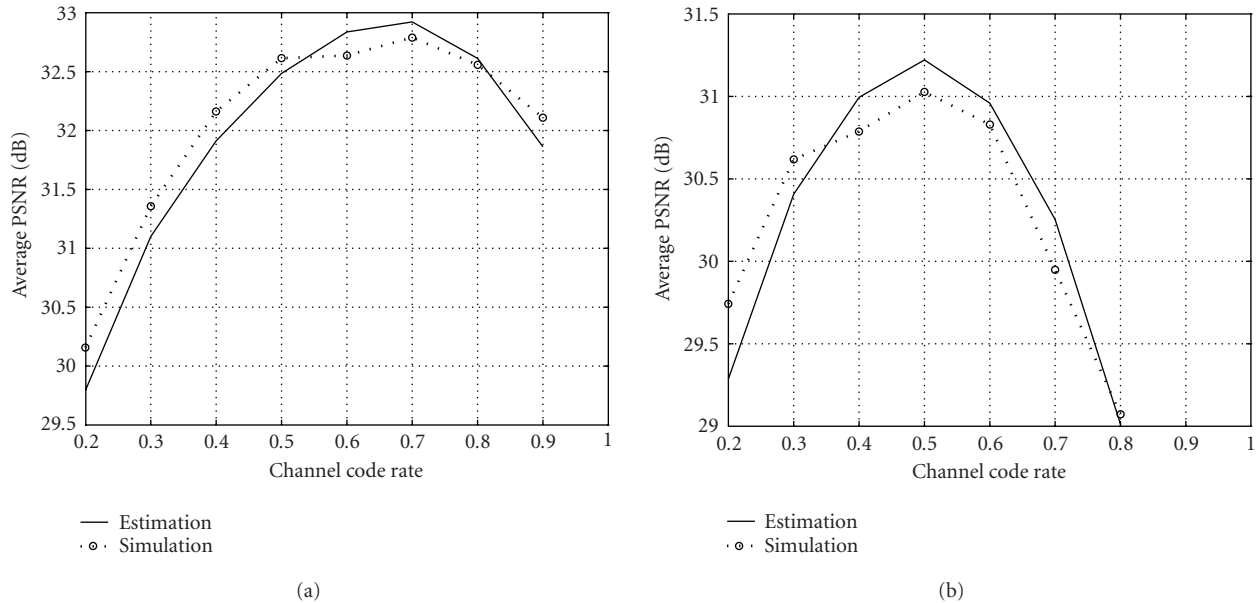 33
32.5
32
31.5
31
30.5
30
29.5
0.2 0.3 0.4 0.5 0.6 0.7 0.8 0.9 1
Average PSNR (dB)
Channel code rate
Estimation
Simulation
(a)
31.5
31
30.5
30
29.5
29
0.2 0.3 0.4 0.5 0.6 0.7 0.8 0.9 1
Average PSNR (dB)
Channel code rate
Estimation
Simulation
(b)